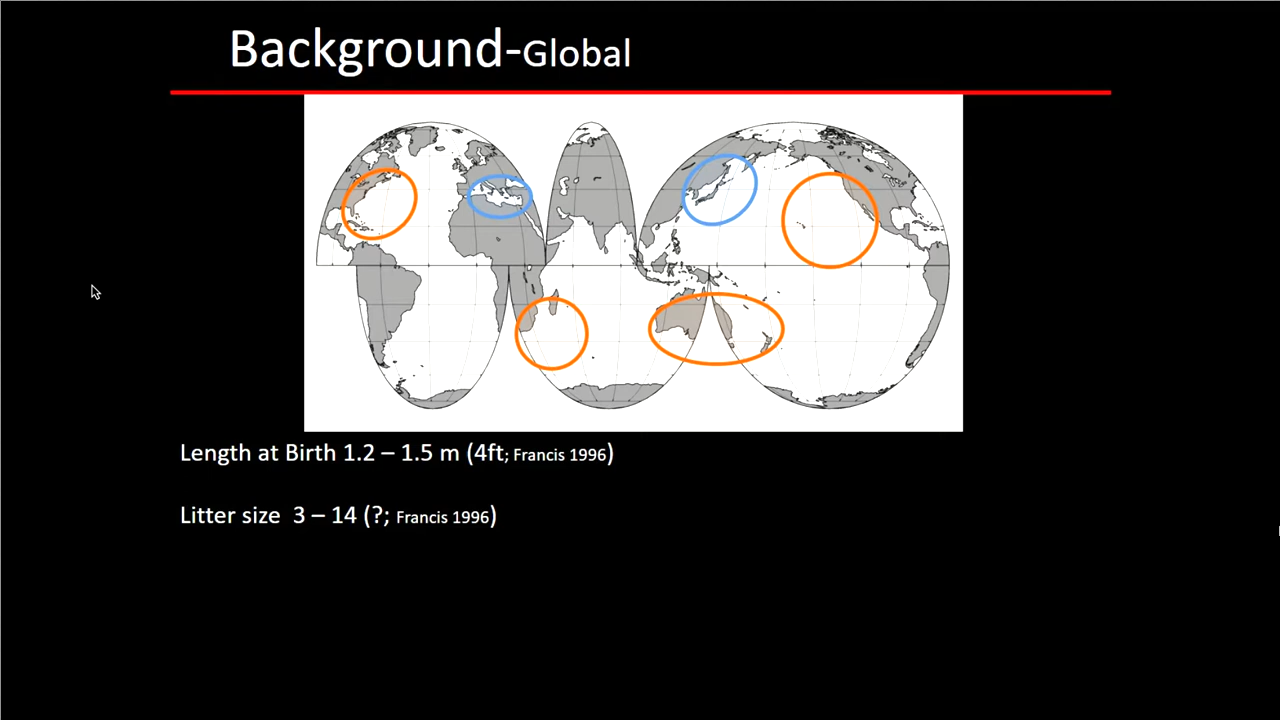 Background-Global
Length at Birth 1.2 – 1.5 m (4ft; Francis 1996)
Litter size  3 – 14 (?; Francis 1996)